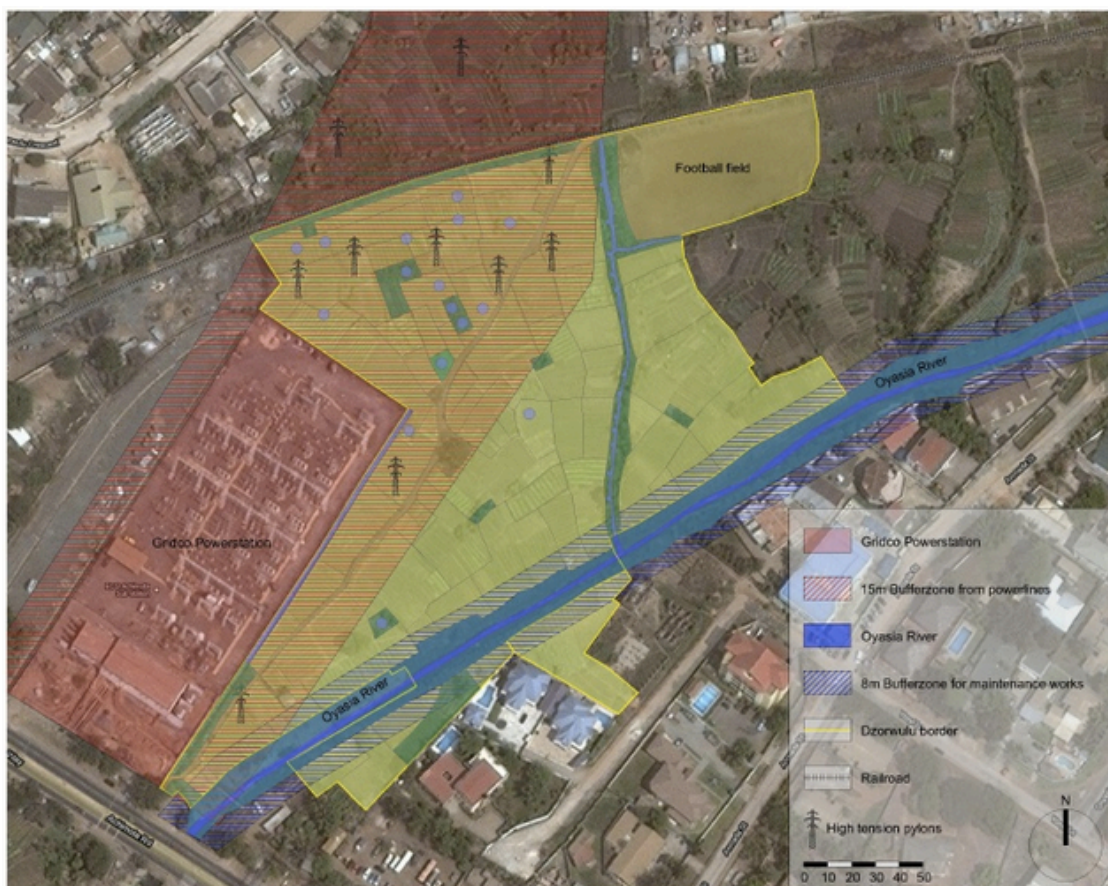 Football field
Oyasia River
Gridco Powerstation
Oyasia River
Gridco Powerstation
15m Bufferzone from powerlines
Oyasia River
8m Bufferzone for maintenance works
Dzorwulu border
Railroad
High tension pylons
N
0 10 20 30 40 50